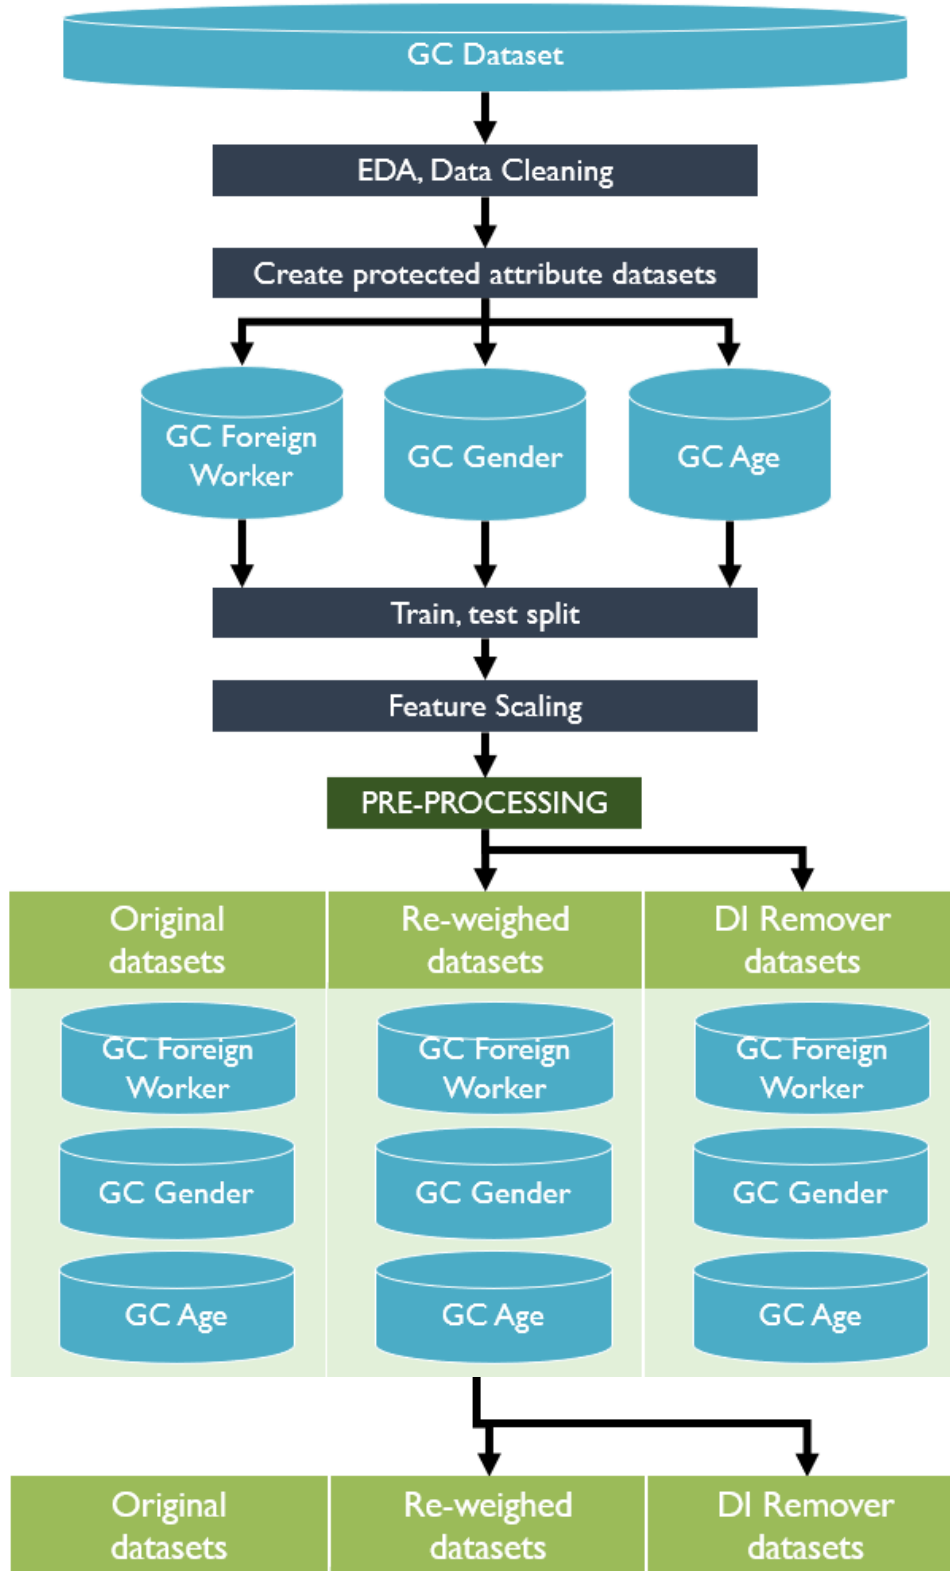 GC Dataset
EDA, Data Cleaning
Create protected attribute datasets
GC Foreign
Worker
GC Gender
GC Age
Train, test split
Feature Scaling
PRE-PROCESSING
Original
datasets
Re-weighed
datasets
DI Remover
datasets
GC Foreign
Worker
GC Foreign
Worker
GC Foreign
Worker
GC Gender
GC Gender
GC Gender
GC Age
GC Age
GC Age
Original
datasets
Re-weighed
datasets
DI Remover
datasets